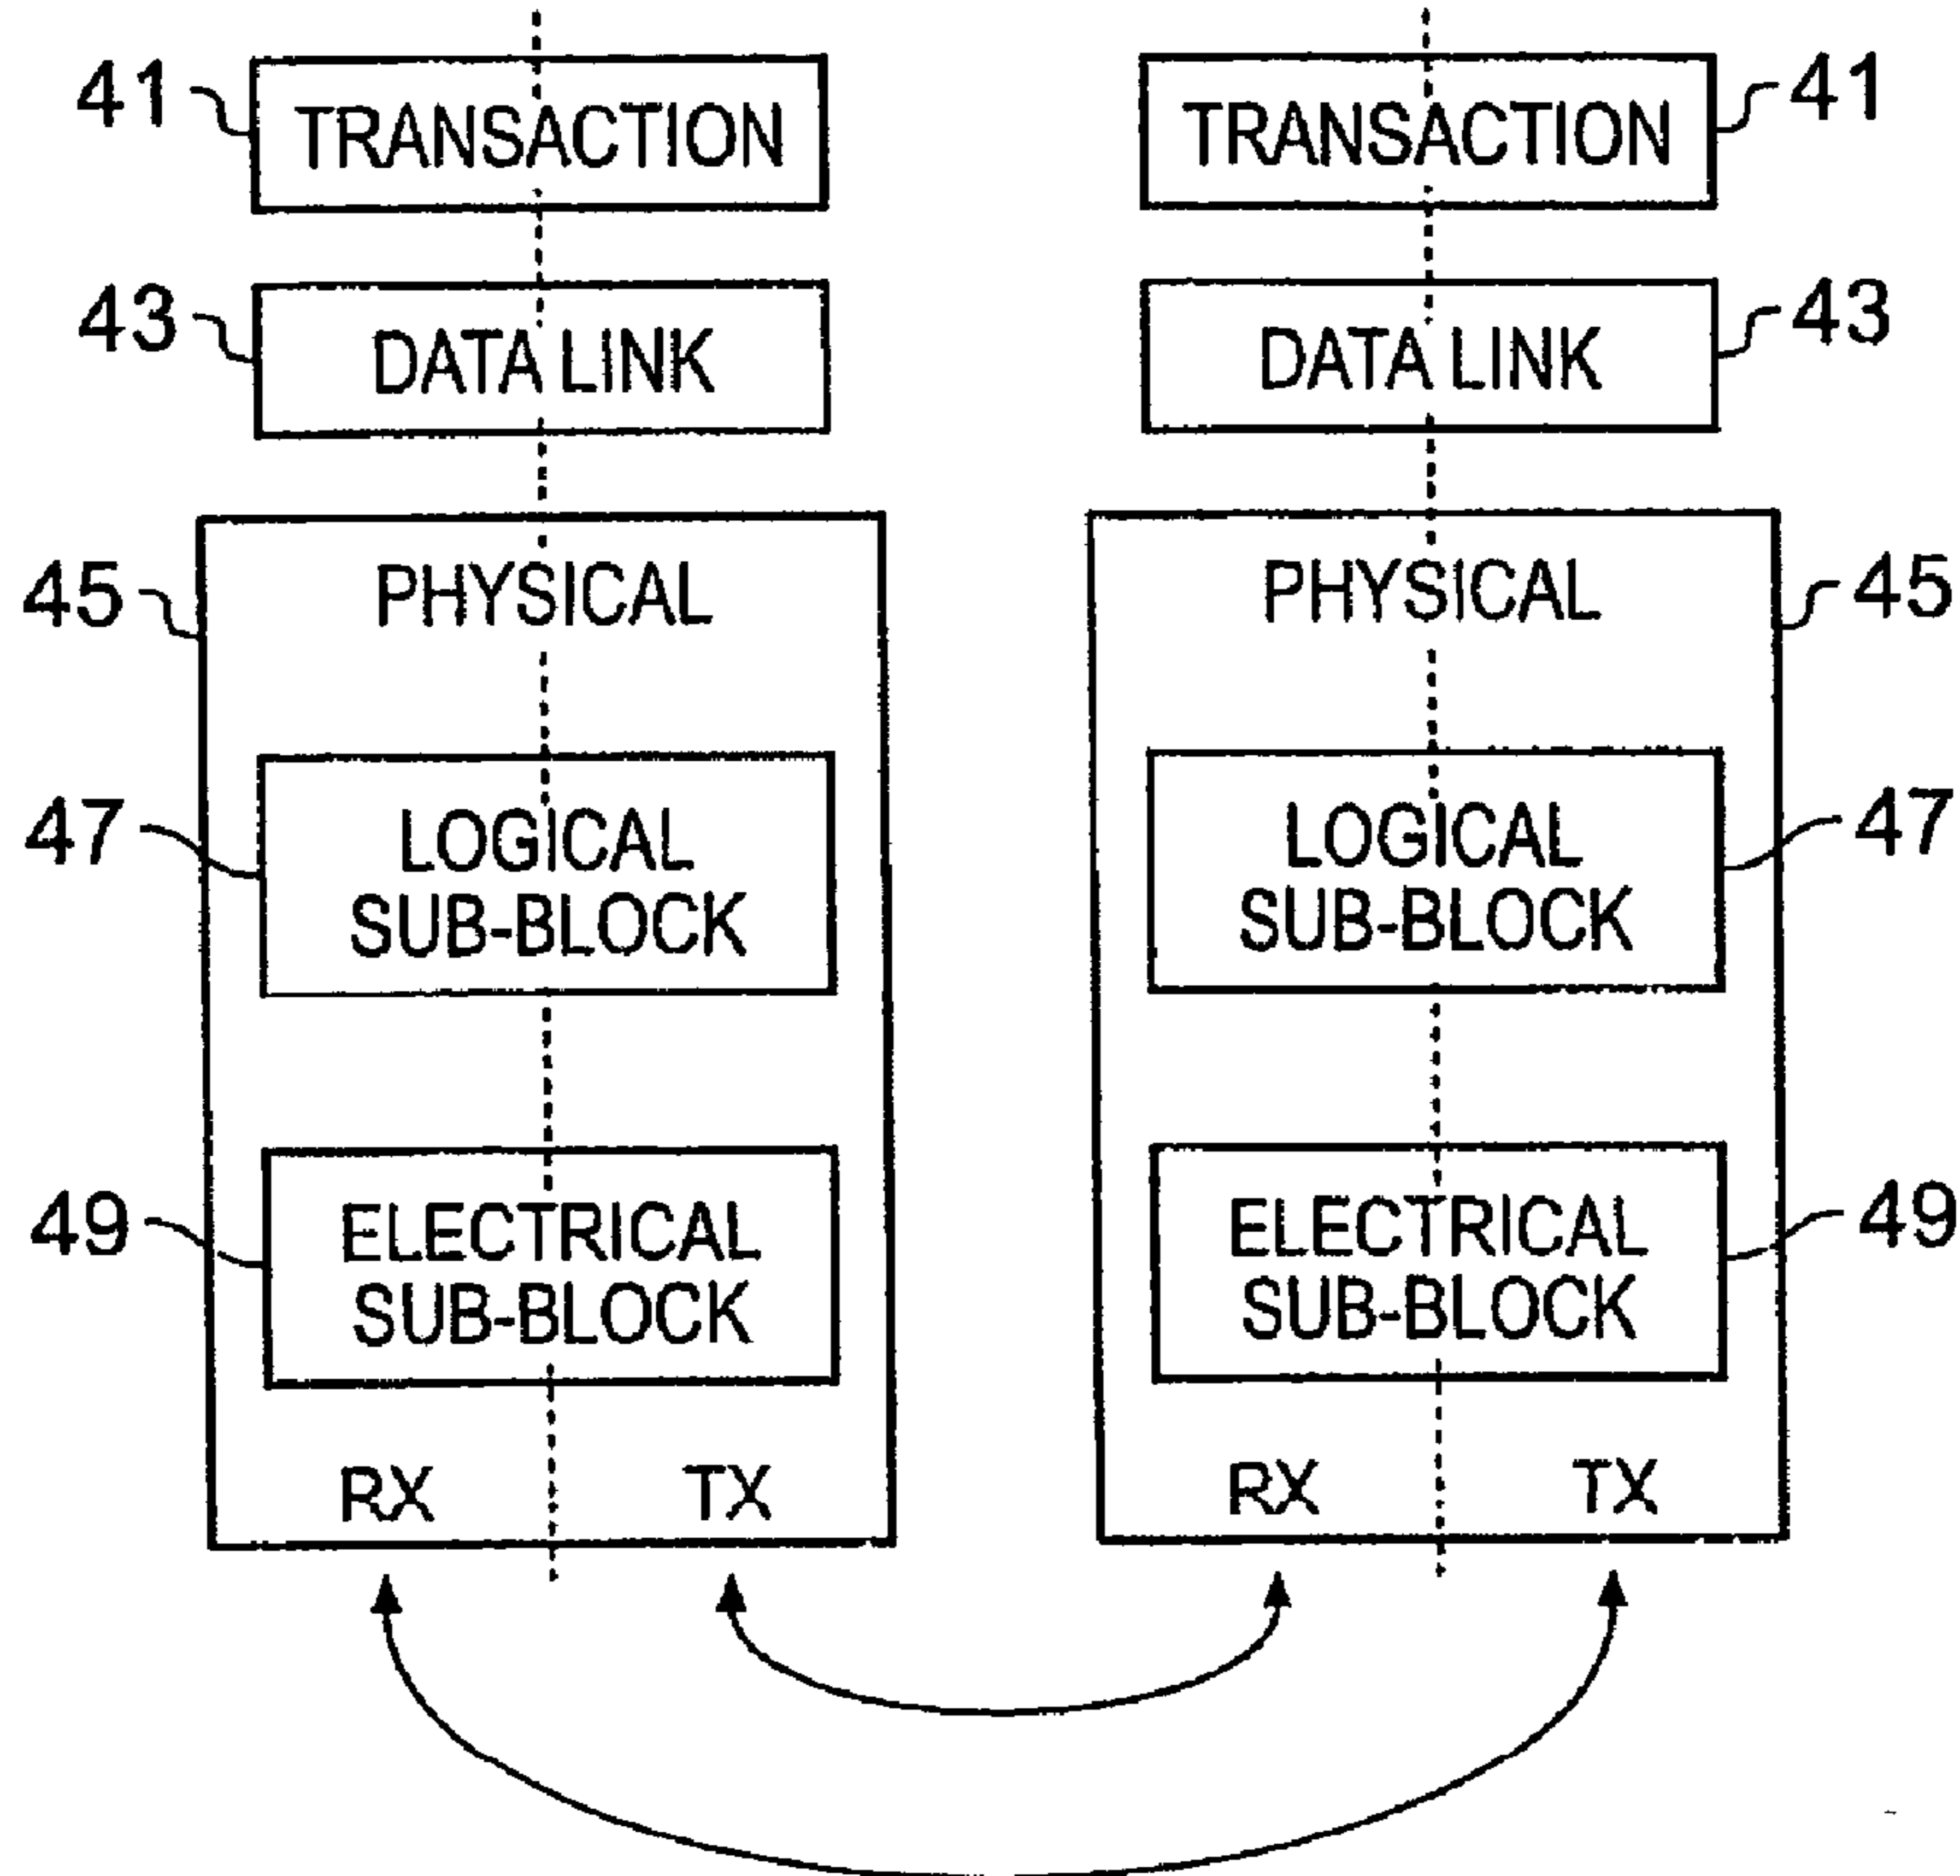 41 TRANSACTION TRANSACTION 41
43 DATA LINK DATA LINK 43
45 PHYSICAL PHYSICAL 45
47 LOGICAL SUB-BLOCK LOGICAL SUB-BLOCK 47
49 ELECTRICAL SUB-BLOCK ELECTRICAL SUB-BLOCK 49
RX TX RX TX